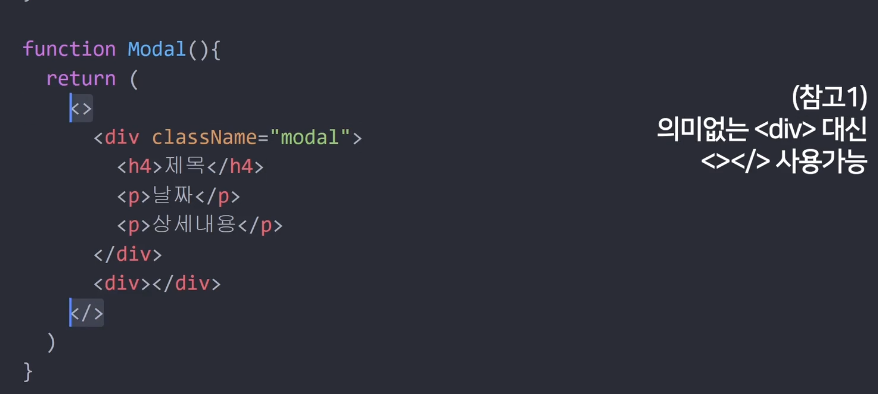 function Modal(){
return (
<>
<div className="modal">
<h4>제목</h4>
<p>날짜</p>
<p>상세내용</p>
</div>
<div></div>
</>
)
}
(참고1)
의미없는 <div> 대신
<></> 사용가능